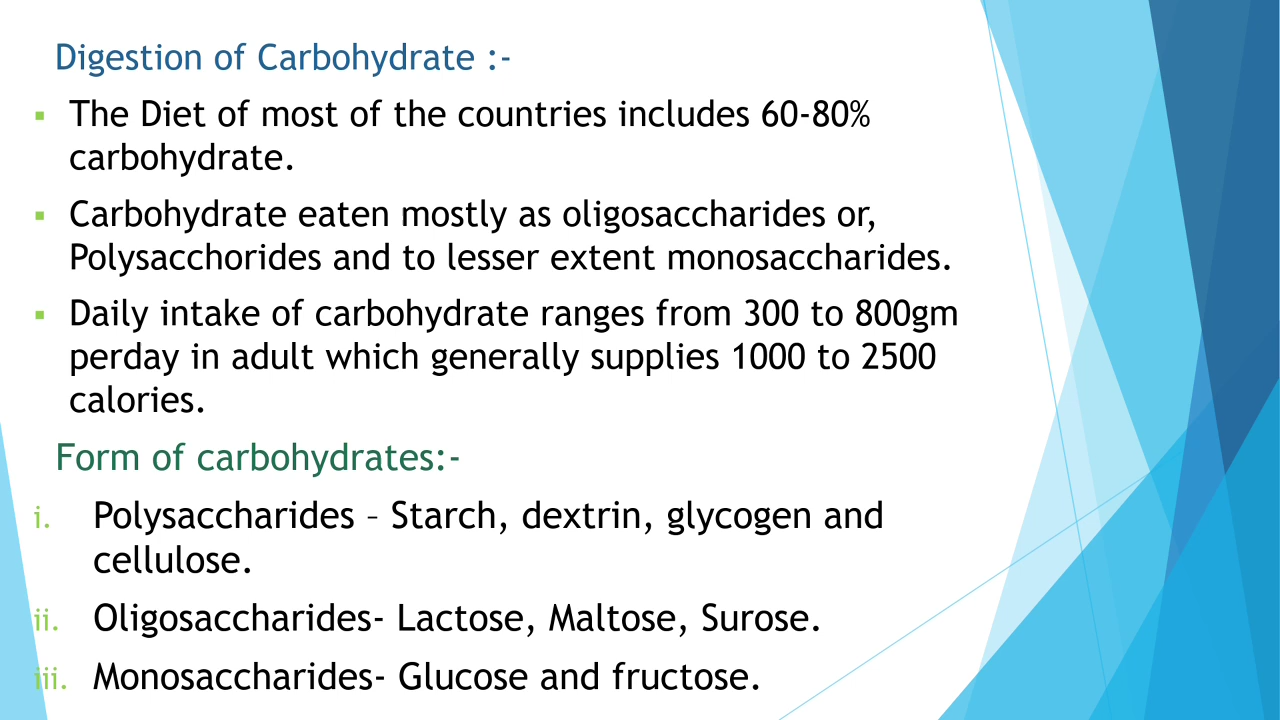 Digestion of Carbohydrate :-
▪ The Diet of most of the countries includes 60-80%
carbohydrate.
▪ Carbohydrate eaten mostly as oligosaccharides or,
Polysacchorides and to lesser extent monosaccharides.
▪ Daily intake of carbohydrate ranges from 300 to 800gm
perday in adult which generally supplies 1000 to 2500
calories.
Form of carbohydrates:-
i. Polysaccharides – Starch, dextrin, glycogen and
cellulose.
ii. Oligosaccharides- Lactose, Maltose, Surose.
iii. Monosaccharides- Glucose and fructose.